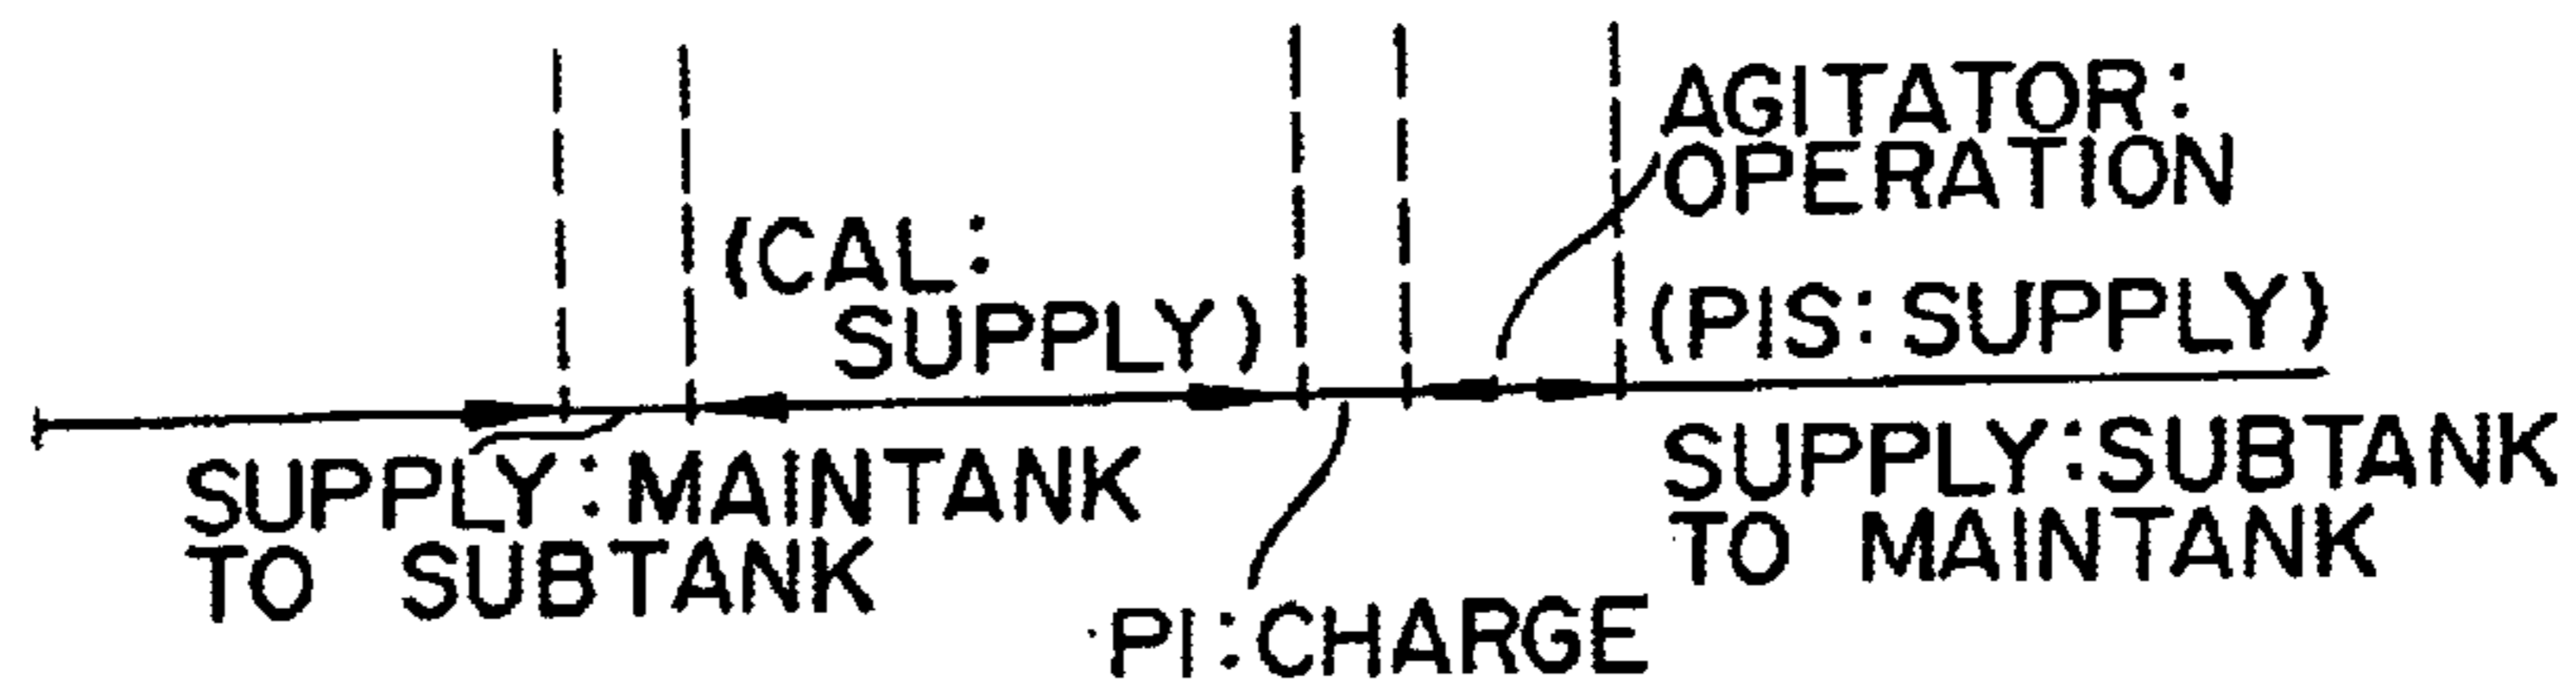 (CAL:
SUPPLY)
AGITATOR:
OPERATION
(PIS: SUPPLY)
SUPPLY: MAINTANK
TO SUBTANK
PI: CHARGE
SUPPLY: SUBTANK
TO MAINTANK